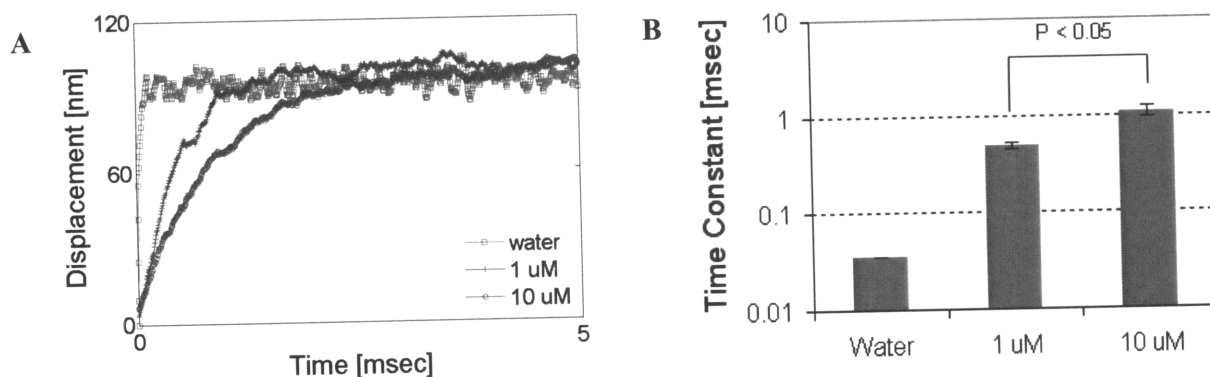 A
120
60
0
Displacement [nm]
water
1 uM
10 uM
0
5
Time [msec]
B
10
1
0.1
0.01
Time Constant [msec]
P < 0.05
Water
1 uM
10 uM